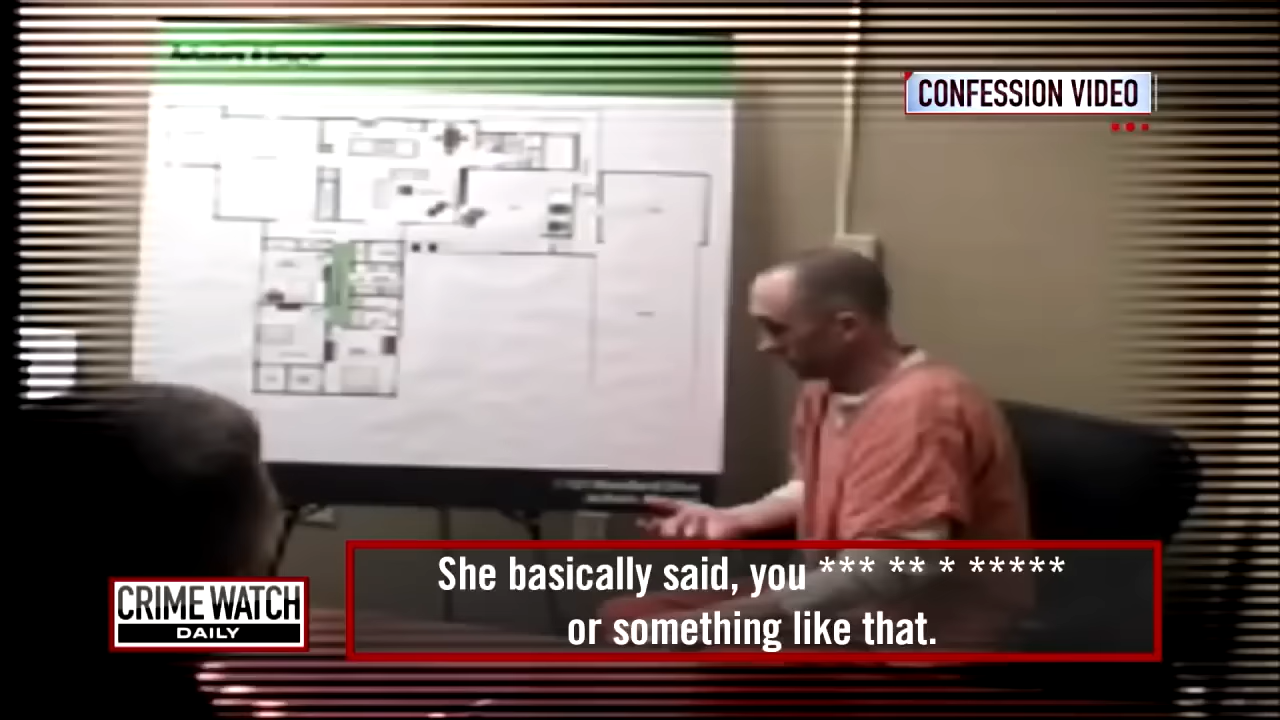 CONFESSION VIDEO
She basically said, you *** ** * *****
or something like that.
CRIME WATCH
DAILY